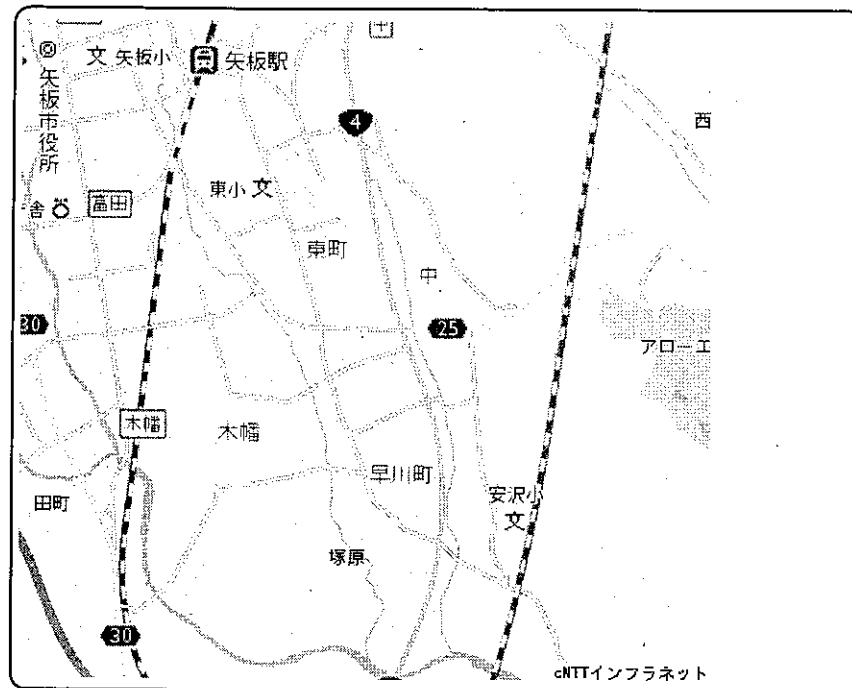 矢板市役所
文 矢板小
矢板駅
4
西
東小 文
舎
富田
東町
中
30
25
アローエ
木幡
木幡
早川町
田町
安沢小
文
塚原
30
cNTTインフラネット